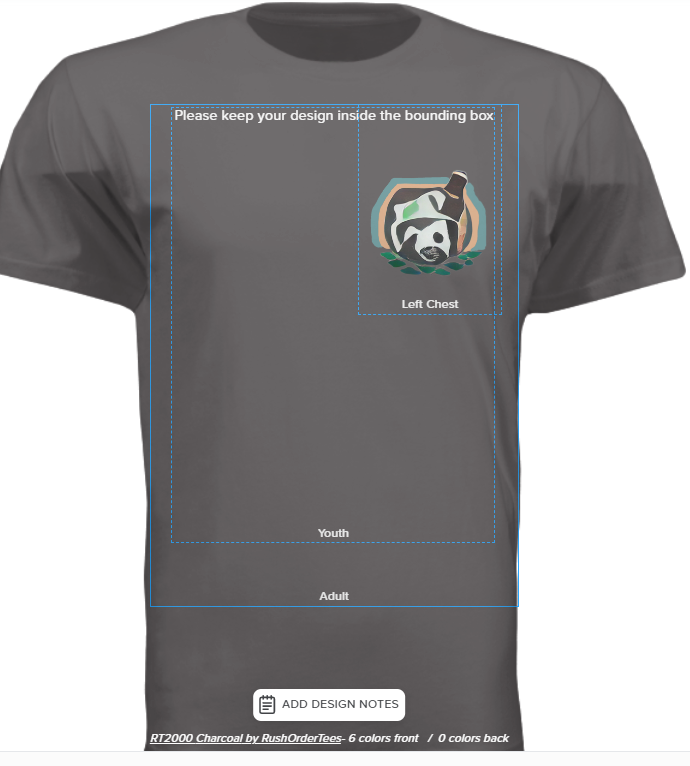 Please keep your design inside the bounding box
Left Chest
Youth
Adult
ADD DESIGN NOTES
RT2000 Charcoal by RushOrderTees- 6 colors front / 0 colors back